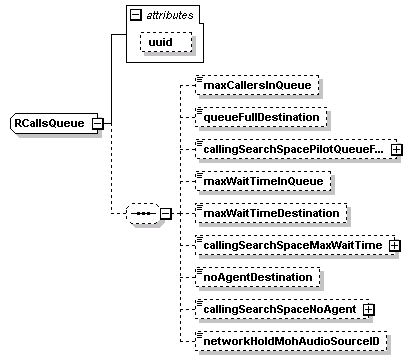 attributes
uuid
RCallsQueue
maxCallersInQueue
queueFullDestination
callingSearchSpacePilotQueueF...
maxWaitTimeInQueue
maxWaitTimeDestination
callingSearchSpaceMaxWaitTime
noAgentDestination
callingSearchSpaceNoAgent
networkHoldMohAudioSourceID